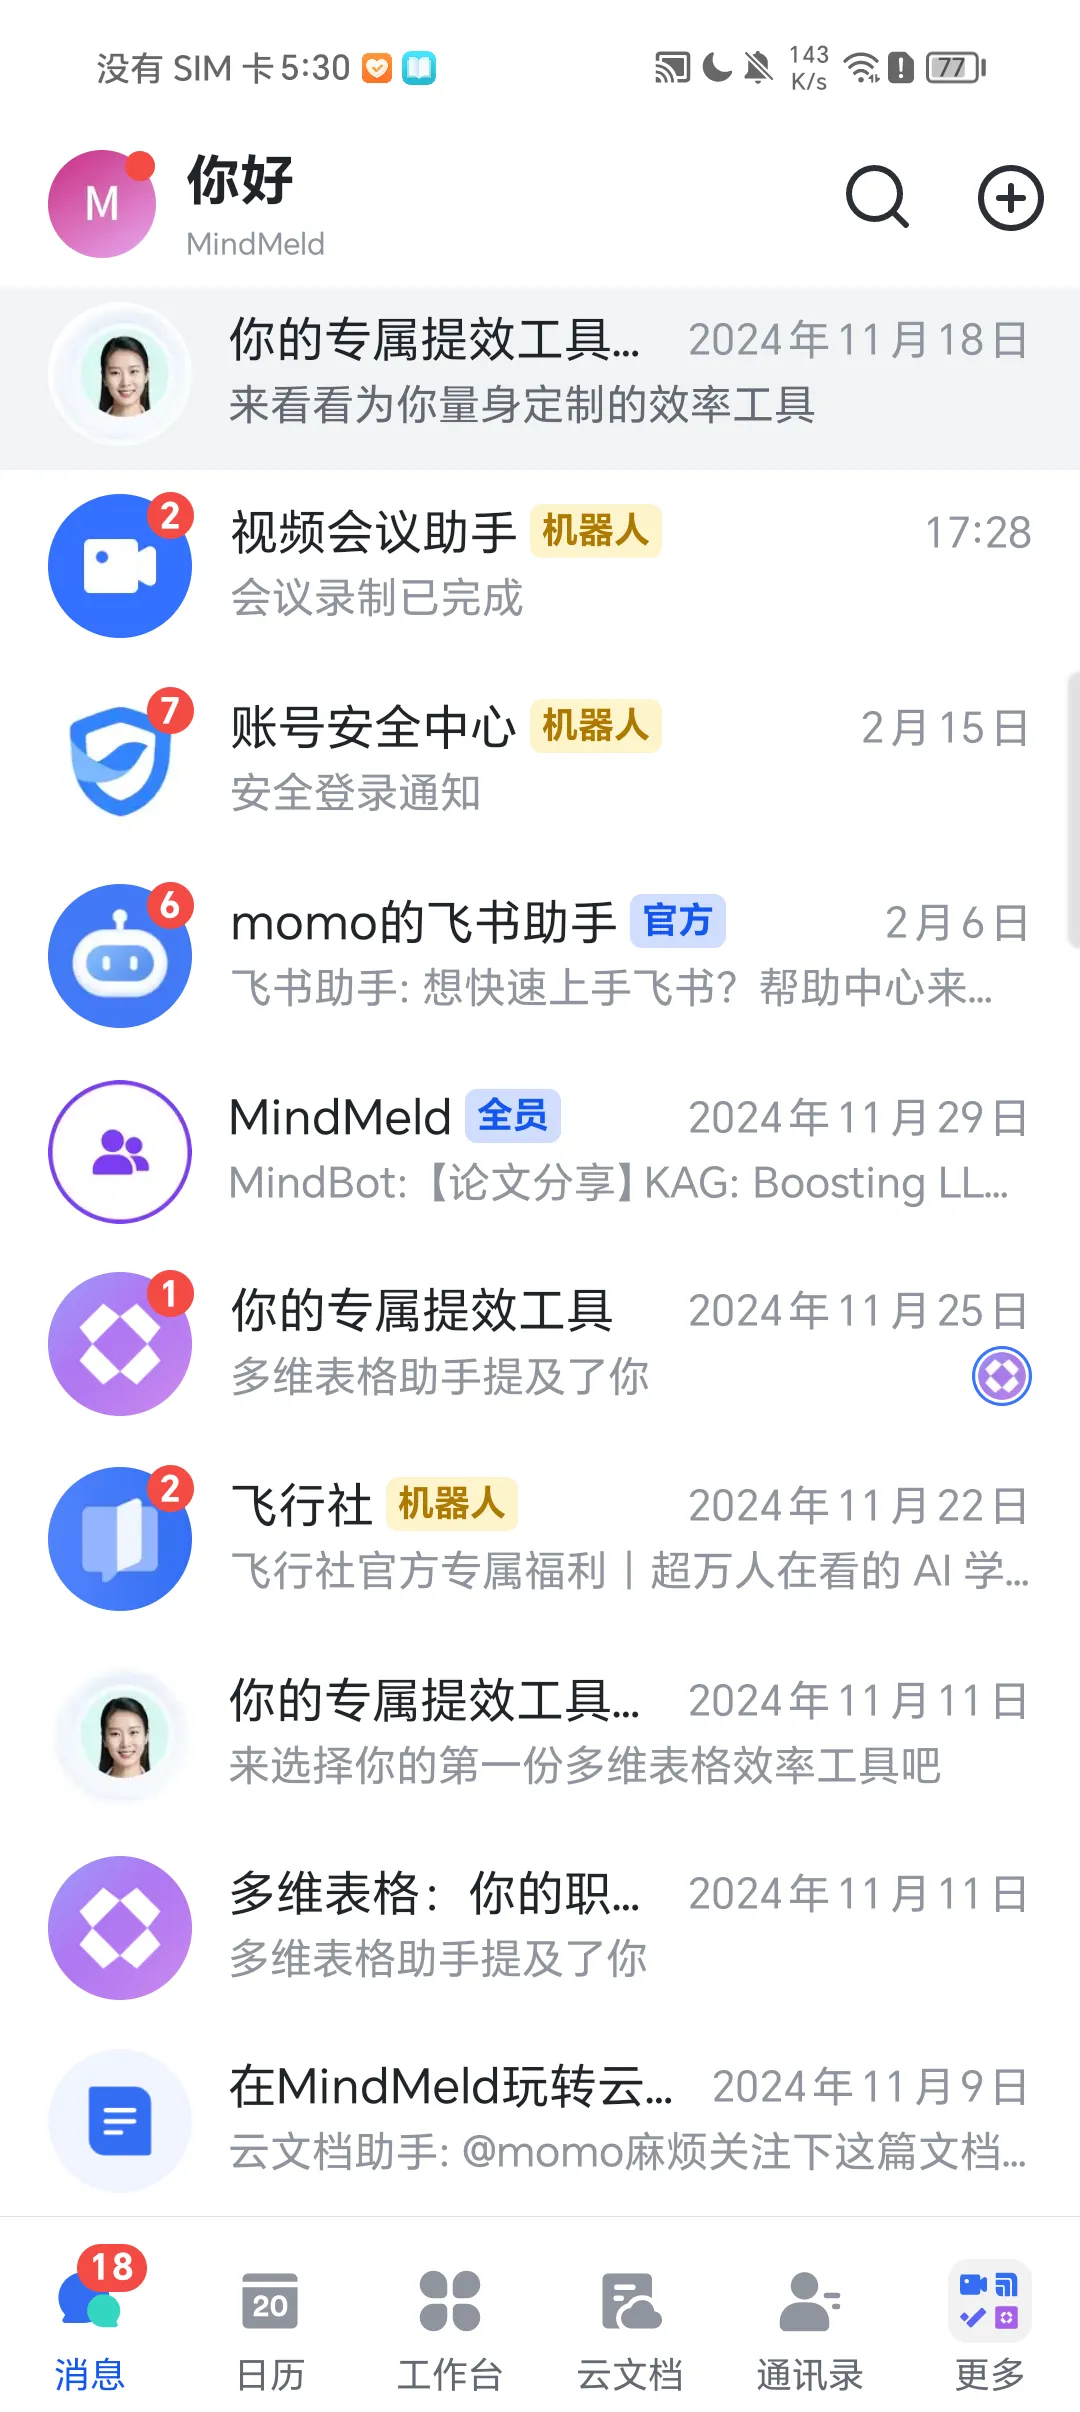 没有 SIM 卡 5:30
143 K/s
77
M
你好
MindMeld
你的专属提效工具... 2024年11月18日
来看看为你量身定制的效率工具
2
视频会议助手 机器人 17:28
会议录制已完成
7
账号安全中心 机器人 2月15日
安全登录通知
6
momo的飞书助手 官方 2月6日
飞书助手: 想快速上手飞书？帮助中心来...
MindMeld 全员 2024年11月29日
MindBot:【论文分享】KAG: Boosting LL...
1
你的专属提效工具 2024年11月25日
多维表格助手提及了你
2
飞行社 机器人 2024年11月22日
飞行社官方专属福利｜超万人在看的 AI 学...
你的专属提效工具... 2024年11月11日
来选择你的第一份多维表格效率工具吧
多维表格：你的职... 2024年11月11日
多维表格助手提及了你
在MindMeld玩转云... 2024年11月9日
云文档助手: @momo麻烦关注下这篇文档...
18
20
消息 日历 工作台 云文档 通讯录 更多